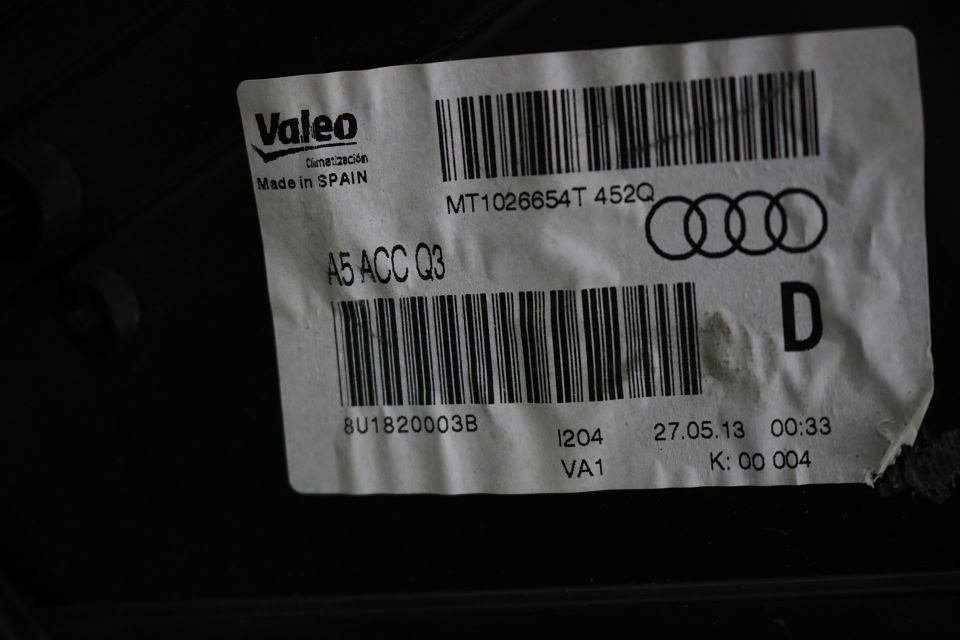 Valeo
Climatización
Made in SPAIN
MT1026654T 452Q
A5 ACC Q3
D
8U1820003B
I204
27.05.13 00:33
VA1
K: 00 004